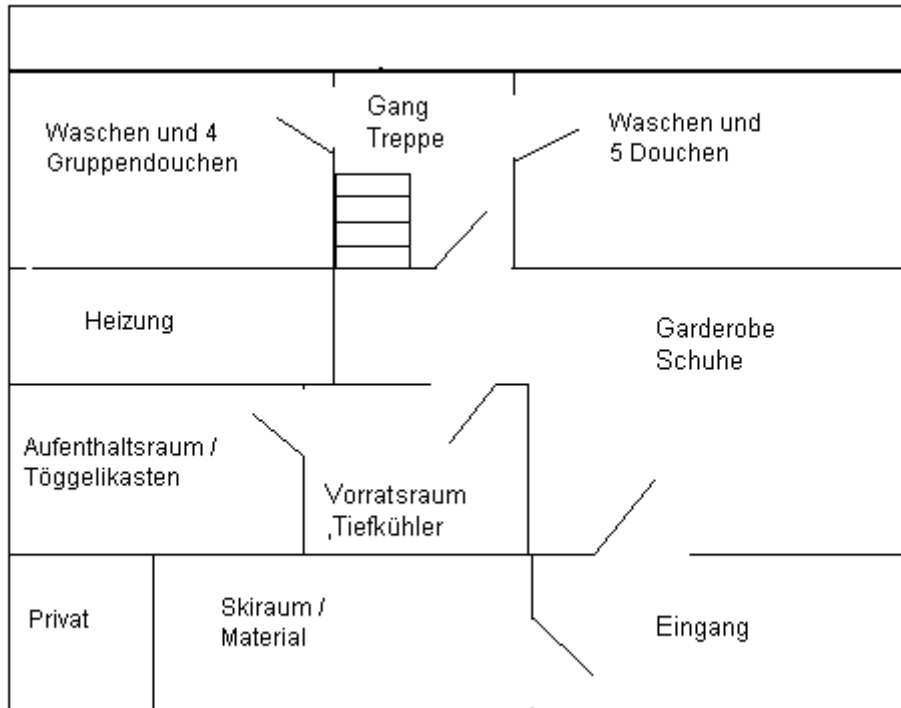 Waschen und 4
Gruppendouchen
Gang
Treppe
Waschen und
5 Douchen
Heizung
Garderobe
Schuhe
Aufenthaltsraum /
Töggelikasten
Vorratsraum
,Tiefkühler
Privat
Skiraum /
Material
Eingang